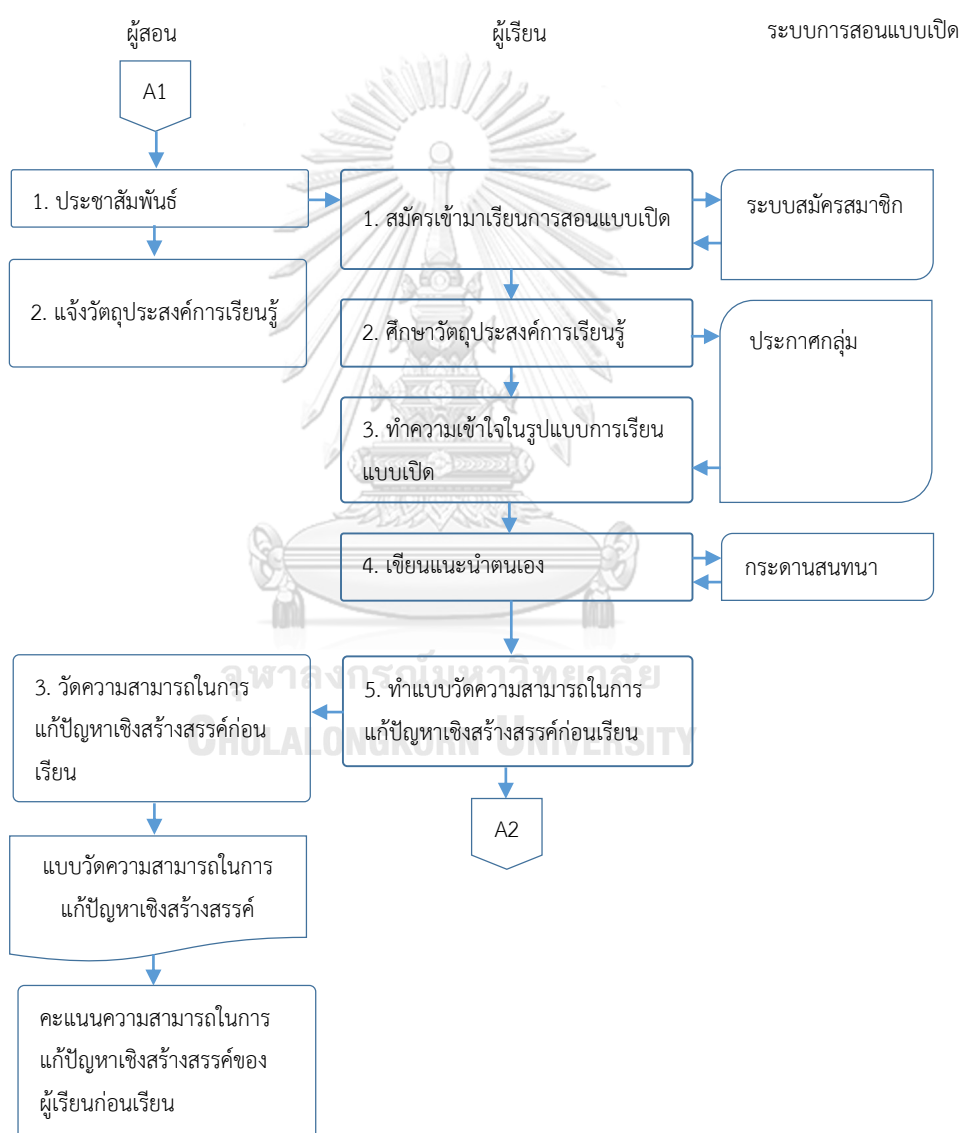 ผู้สอน
ผู้เรียน
ระบบการสอนแบบเปิด
A1
1. ประชาสัมพันธ์
1. สมัครเข้ามาเรียนการสอนแบบเปิด
ระบบสมัครสมาชิก
2. แจ้งวัตถุประสงค์การเรียนรู้
2. ศึกษาวัตถุประสงค์การเรียนรู้
ประกาศกลุ่ม
3. ทำความเข้าใจในรูปแบบการเรียน
แบบเปิด
4. เขียนแนะนำตนเอง
กระดานสนทนา
จุฬาลงกรณ์มหาวิทยาลัย
CHULALONGKORN UNIVERSITY
3. วัดความสามารถในการ
แก้ปัญหาเชิงสร้างสรรค์ก่อน
เรียน
5. ทำแบบวัดความสามารถในการ
แก้ปัญหาเชิงสร้างสรรค์ก่อนเรียน
A2
แบบวัดความสามารถในการ
แก้ปัญหาเชิงสร้างสรรค์
คะแนนความสามารถในการ
แก้ปัญหาเชิงสร้างสรรค์ของ
ผู้เรียนก่อนเรียน